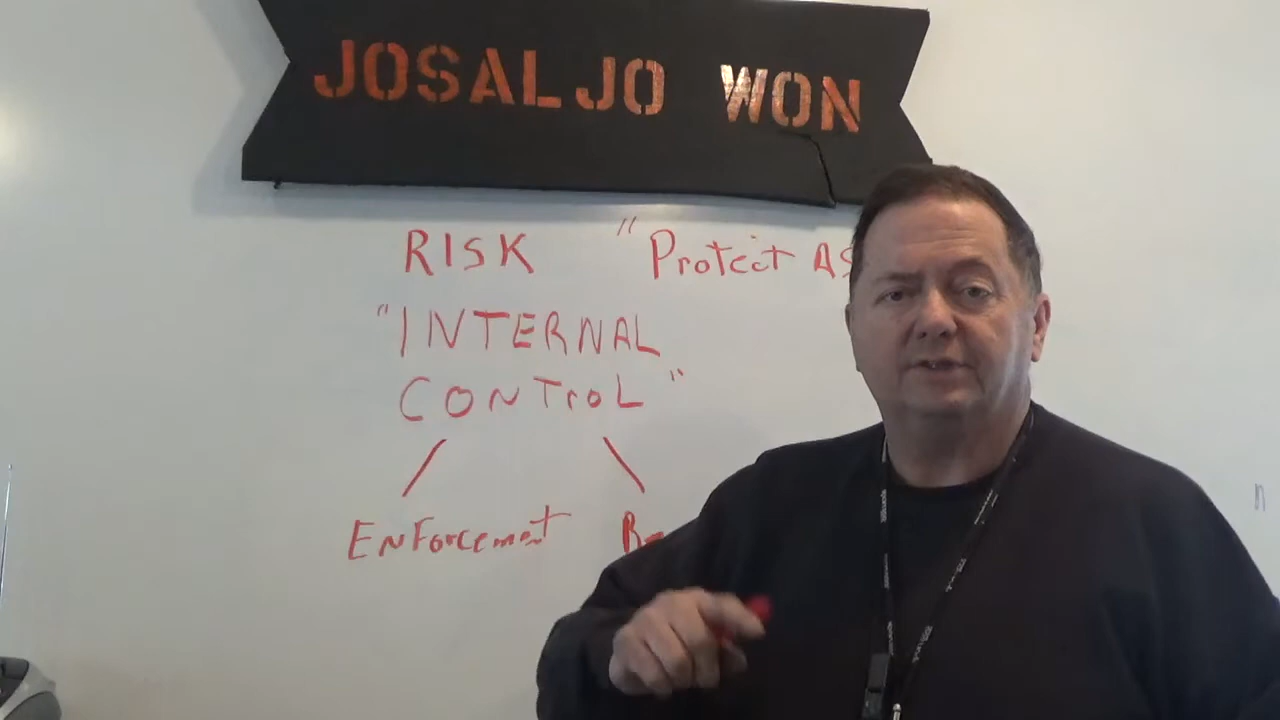 JOSALJO WON
RISK "Protect AS
"INTERNAL
CONTrOL"
EnForcement